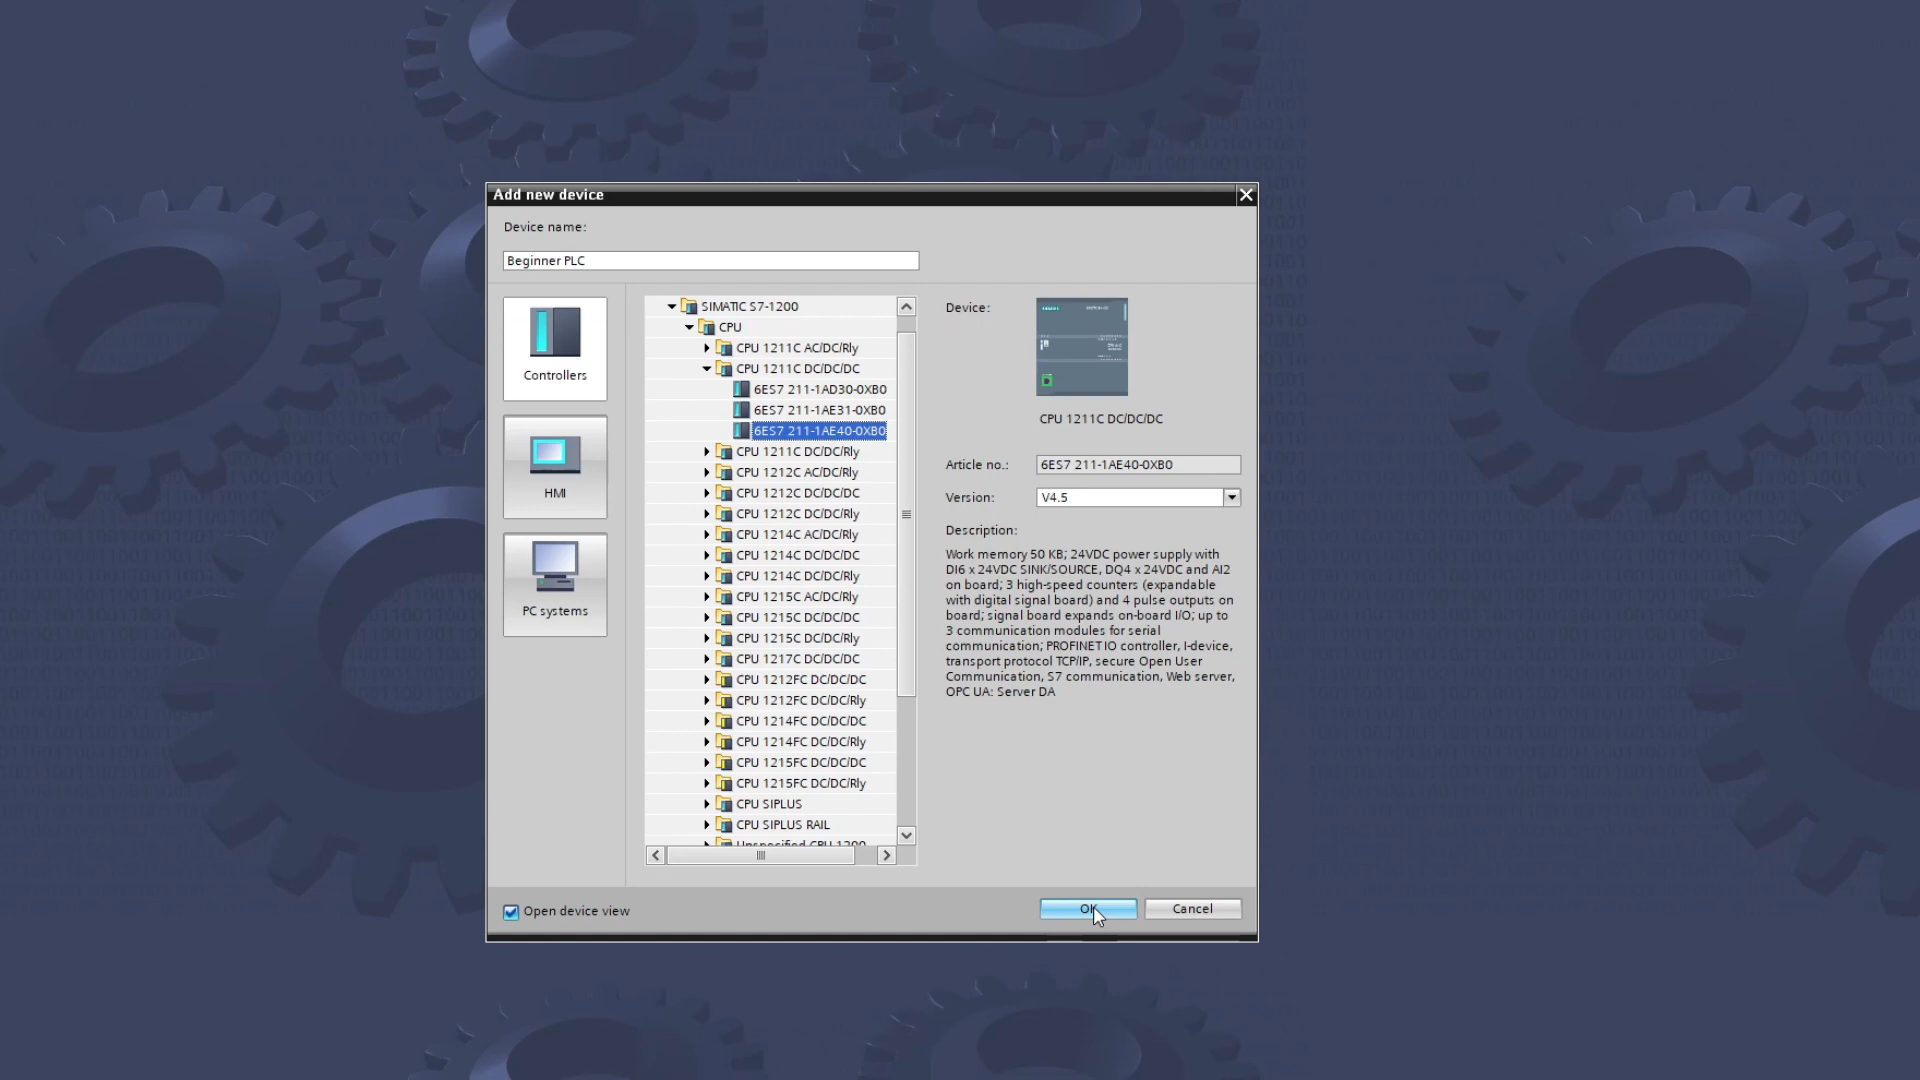 Add new device
Device name:
Beginner PLC
Controllers
HMI
PC systems
SIMATIC S7-1200
CPU
CPU 1211C AC/DC/Rly
CPU 1211C DC/DC/DC
6ES7 211-1AD30-0XB0
6ES7 211-1AE31-0XB0
6ES7 211-1AE40-0XB0
CPU 1211C DC/DC/Rly
CPU 1212C AC/DC/Rly
CPU 1212C DC/DC/DC
CPU 1212C DC/DC/Rly
CPU 1214C AC/DC/Rly
CPU 1214C DC/DC/DC
CPU 1214C DC/DC/Rly
CPU 1215C AC/DC/Rly
CPU 1215C DC/DC/DC
CPU 1215C DC/DC/Rly
CPU 1217C DC/DC/DC
CPU 1212FC DC/DC/DC
CPU 1212FC DC/DC/Rly
CPU 1214FC DC/DC/DC
CPU 1214FC DC/DC/Rly
CPU 1215FC DC/DC/DC
CPU 1215FC DC/DC/Rly
CPU SIPLUS
CPU SIPLUS RAIL
Unspecified CPU 1200
Device:
CPU 1211C DC/DC/DC
Article no.:
6ES7 211-1AE40-0XB0
Version:
V4.5
Description:
Work memory 50 KB; 24VDC power supply with
DI6 x 24VDC SINK/SOURCE, DQ4 x 24VDC and AI2
on board; 3 high-speed counters (expandable
with digital signal board) and 4 pulse outputs on
board; signal board expands on-board I/O; up to
3 communication modules for serial
communication; PROFINET IO controller, I-device,
transport protocol TCP/IP, secure Open User
Communication, S7 communication, Web server,
OPC UA: Server DA
Open device view
OK
Cancel